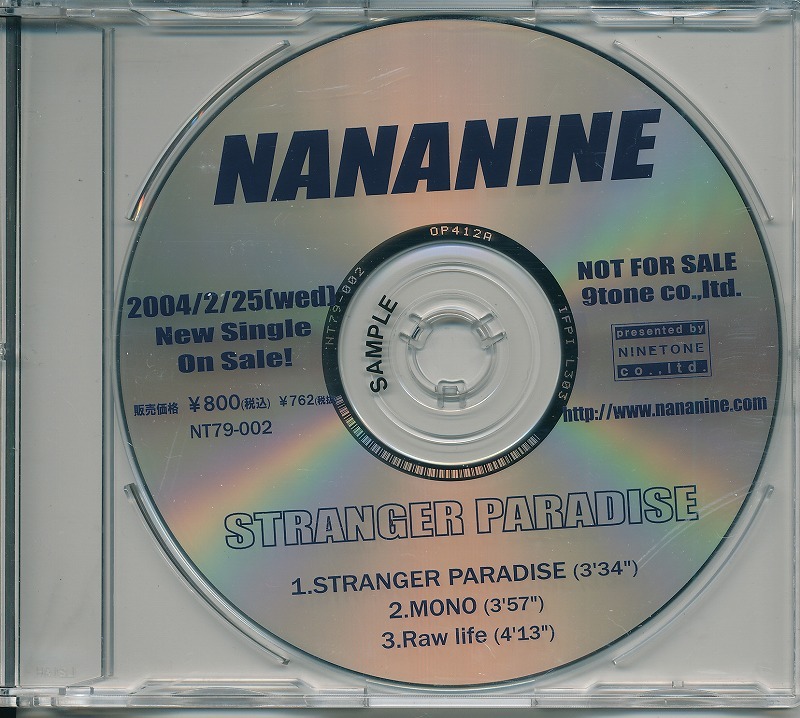 NANANINE
OP412A
NT79-002
IFPI L303
SAMPLE
2004/2/25(wed)
New Single
On Sale!
NOT FOR SALE
9tone co.,ltd.
presented by
NINETONE
co.,ltd.
販売価格 ¥800(税込) ¥762(税抜
NT79-002
http://www.nananine.com
STRANGER PARADISE
1.STRANGER PARADISE (3'34")
2.MONO (3'57")
3.Raw life (4'13")